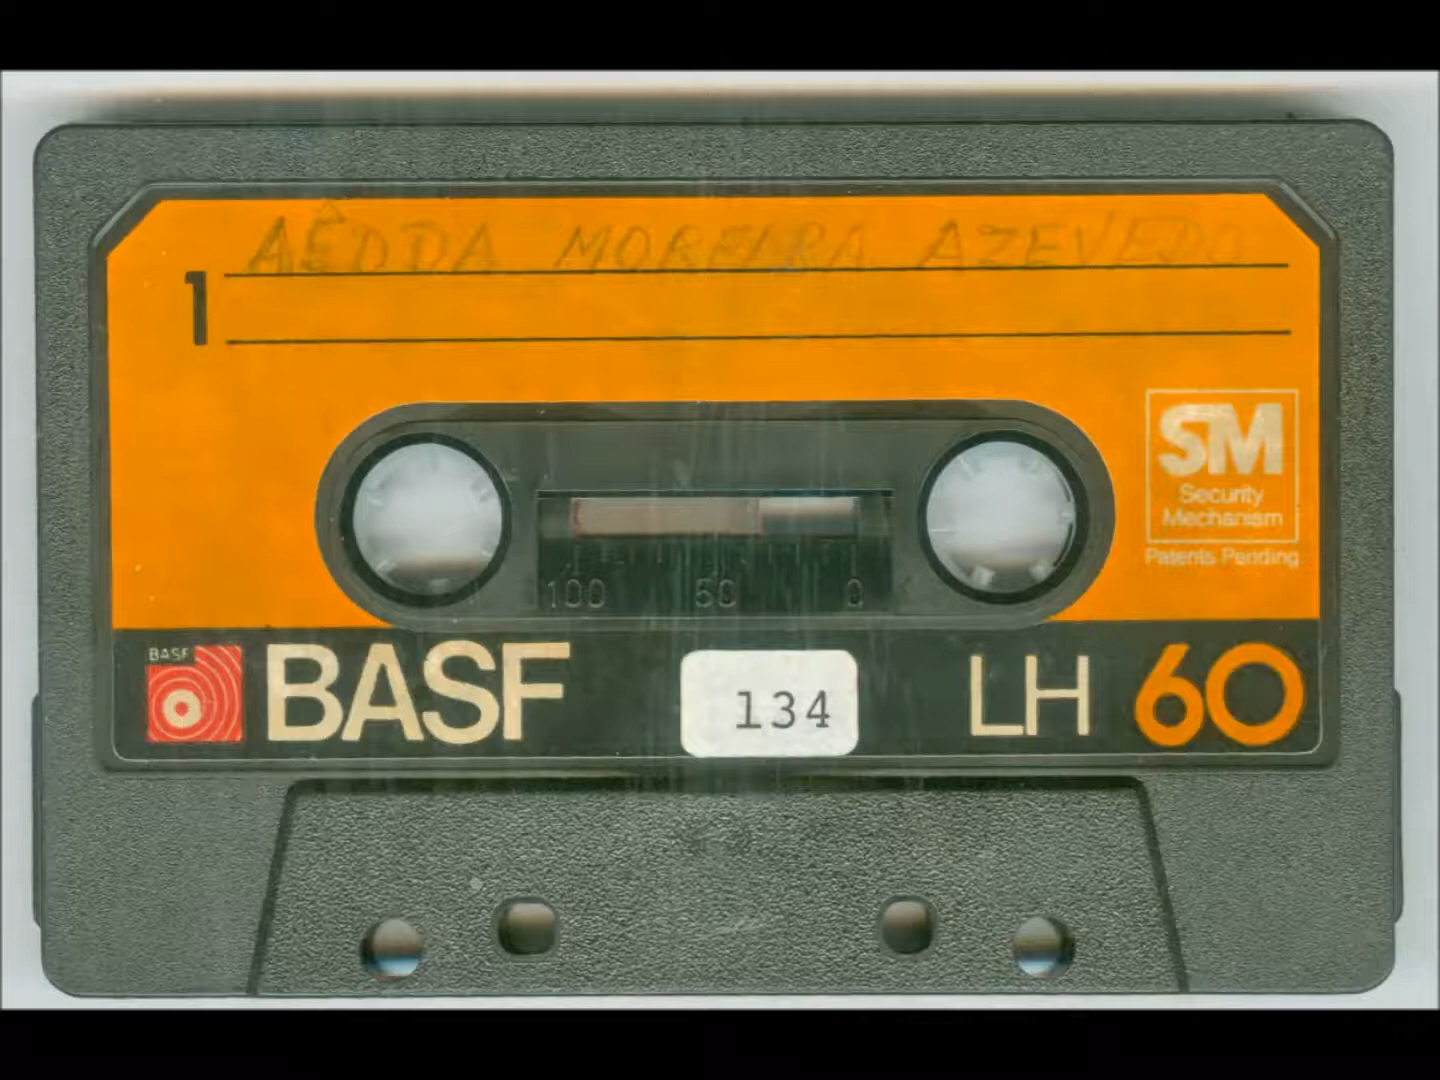 AÊDDA MOREIRA AZEVEDO
1
SM
Security
Mechanism
Patents Pending
100 50 0
BASF
BASF
134
LH 60